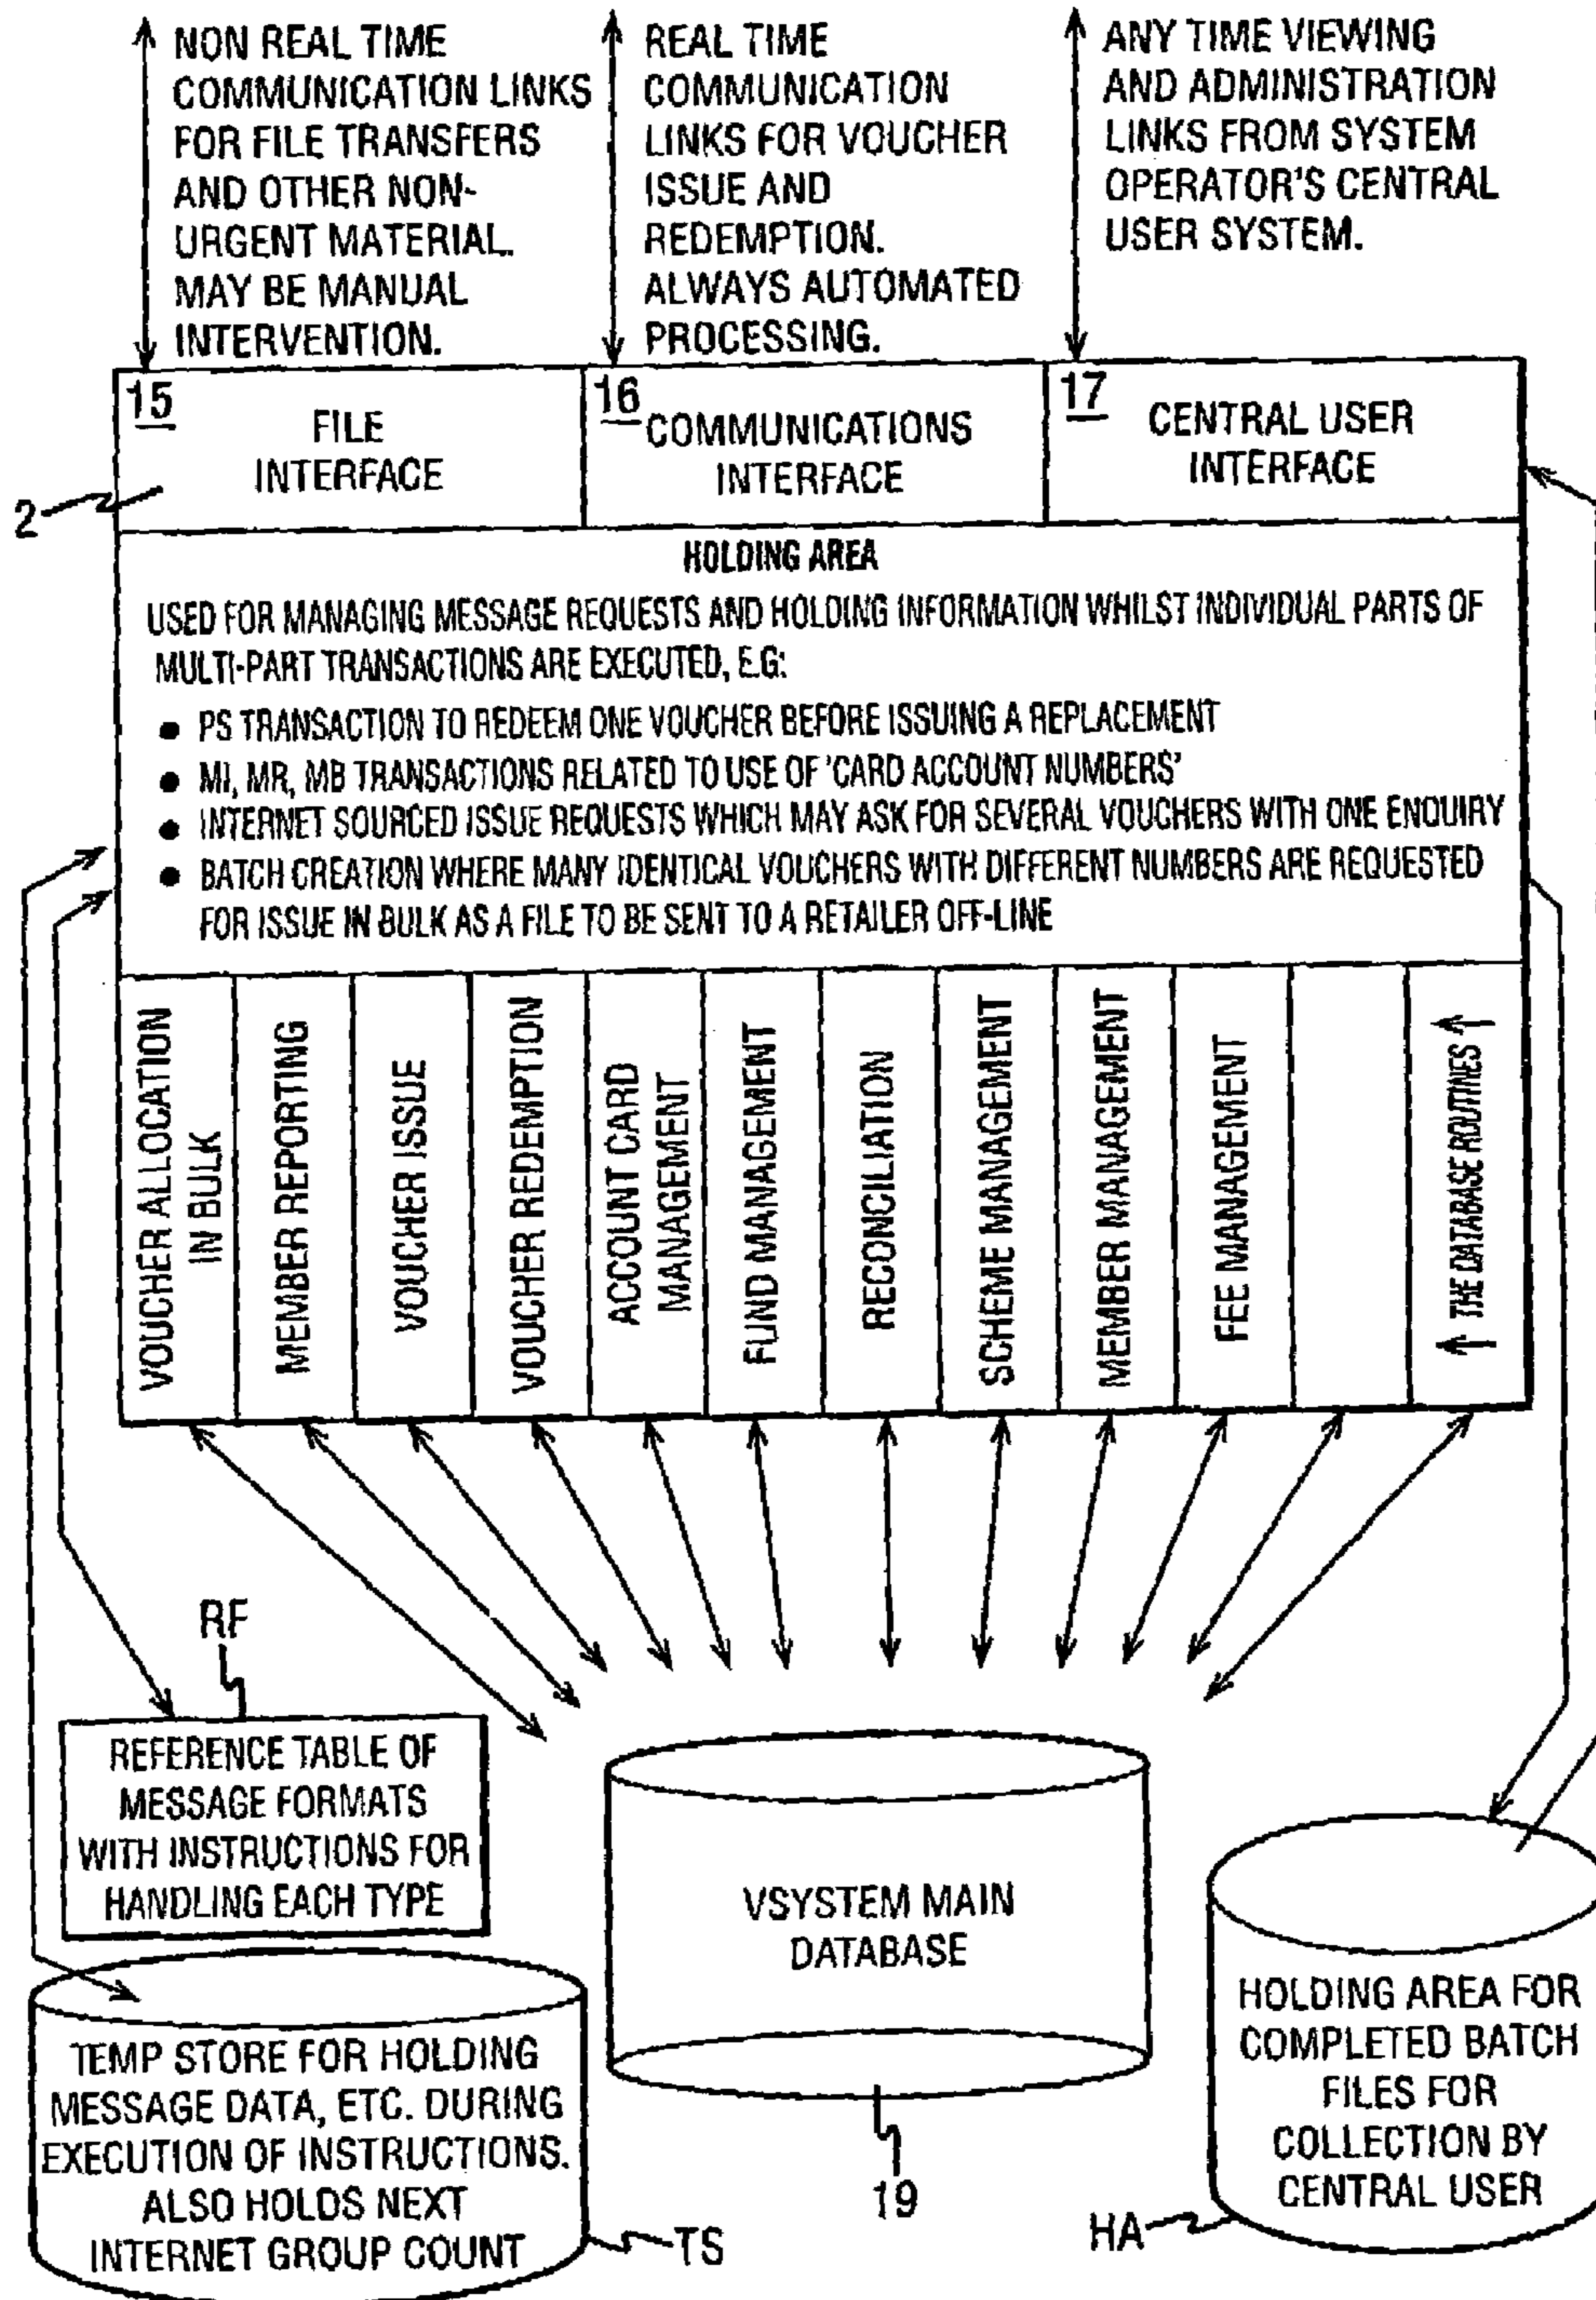 NON REAL TIME
COMMUNICATION LINKS
FOR FILE TRANSFERS
AND OTHER NON-
URGENT MATERIAL.
MAY BE MANUAL
INTERVENTION.
REAL TIME
COMMUNICATION
LINKS FOR VOUCHER
ISSUE AND
REDEMPTION.
ALWAYS AUTOMATED
PROCESSING.
ANY TIME VIEWING
AND ADMINISTRATION
LINKS FROM SYSTEM
OPERATOR'S CENTRAL
USER SYSTEM.
15
FILE
INTERFACE
16
COMMUNICATIONS
INTERFACE
17
CENTRAL USER
INTERFACE
2
HOLDING AREA
USED FOR MANAGING MESSAGE REQUESTS AND HOLDING INFORMATION WHILST INDIVIDUAL PARTS OF
MULTI-PART TRANSACTIONS ARE EXECUTED, E.G:
• PS TRANSACTION TO REDEEM ONE VOUCHER BEFORE ISSUING A REPLACEMENT
• MI, MR, MB TRANSACTIONS RELATED TO USE OF 'CARD ACCOUNT NUMBERS'
• INTERNET SOURCED ISSUE REQUESTS WHICH MAY ASK FOR SEVERAL VOUCHERS WITH ONE ENQUIRY
• BATCH CREATION WHERE MANY IDENTICAL VOUCHERS WITH DIFFERENT NUMBERS ARE REQUESTED
FOR ISSUE IN BULK AS A FILE TO BE SENT TO A RETAILER OFF-LINE
VOUCHER ALLOCATION
IN BULK
MEMBER REPORTING
VOUCHER ISSUE
VOUCHER REDEMPTION
ACCOUNT CARD
MANAGEMENT
FUND MANAGEMENT
RECONCILIATION
SCHEME MANAGEMENT
MEMBER MANAGEMENT
FEE MANAGEMENT
THE DATABASE ROUTINES
RF
REFERENCE TABLE OF
MESSAGE FORMATS
WITH INSTRUCTIONS FOR
HANDLING EACH TYPE
TEMP STORE FOR HOLDING
MESSAGE DATA, ETC. DURING
EXECUTION OF INSTRUCTIONS.
ALSO HOLDS NEXT
INTERNET GROUP COUNT
TS
VSYSTEM MAIN
DATABASE
19
HOLDING AREA FOR
COMPLETED BATCH
FILES FOR
COLLECTION BY
CENTRAL USER
HA